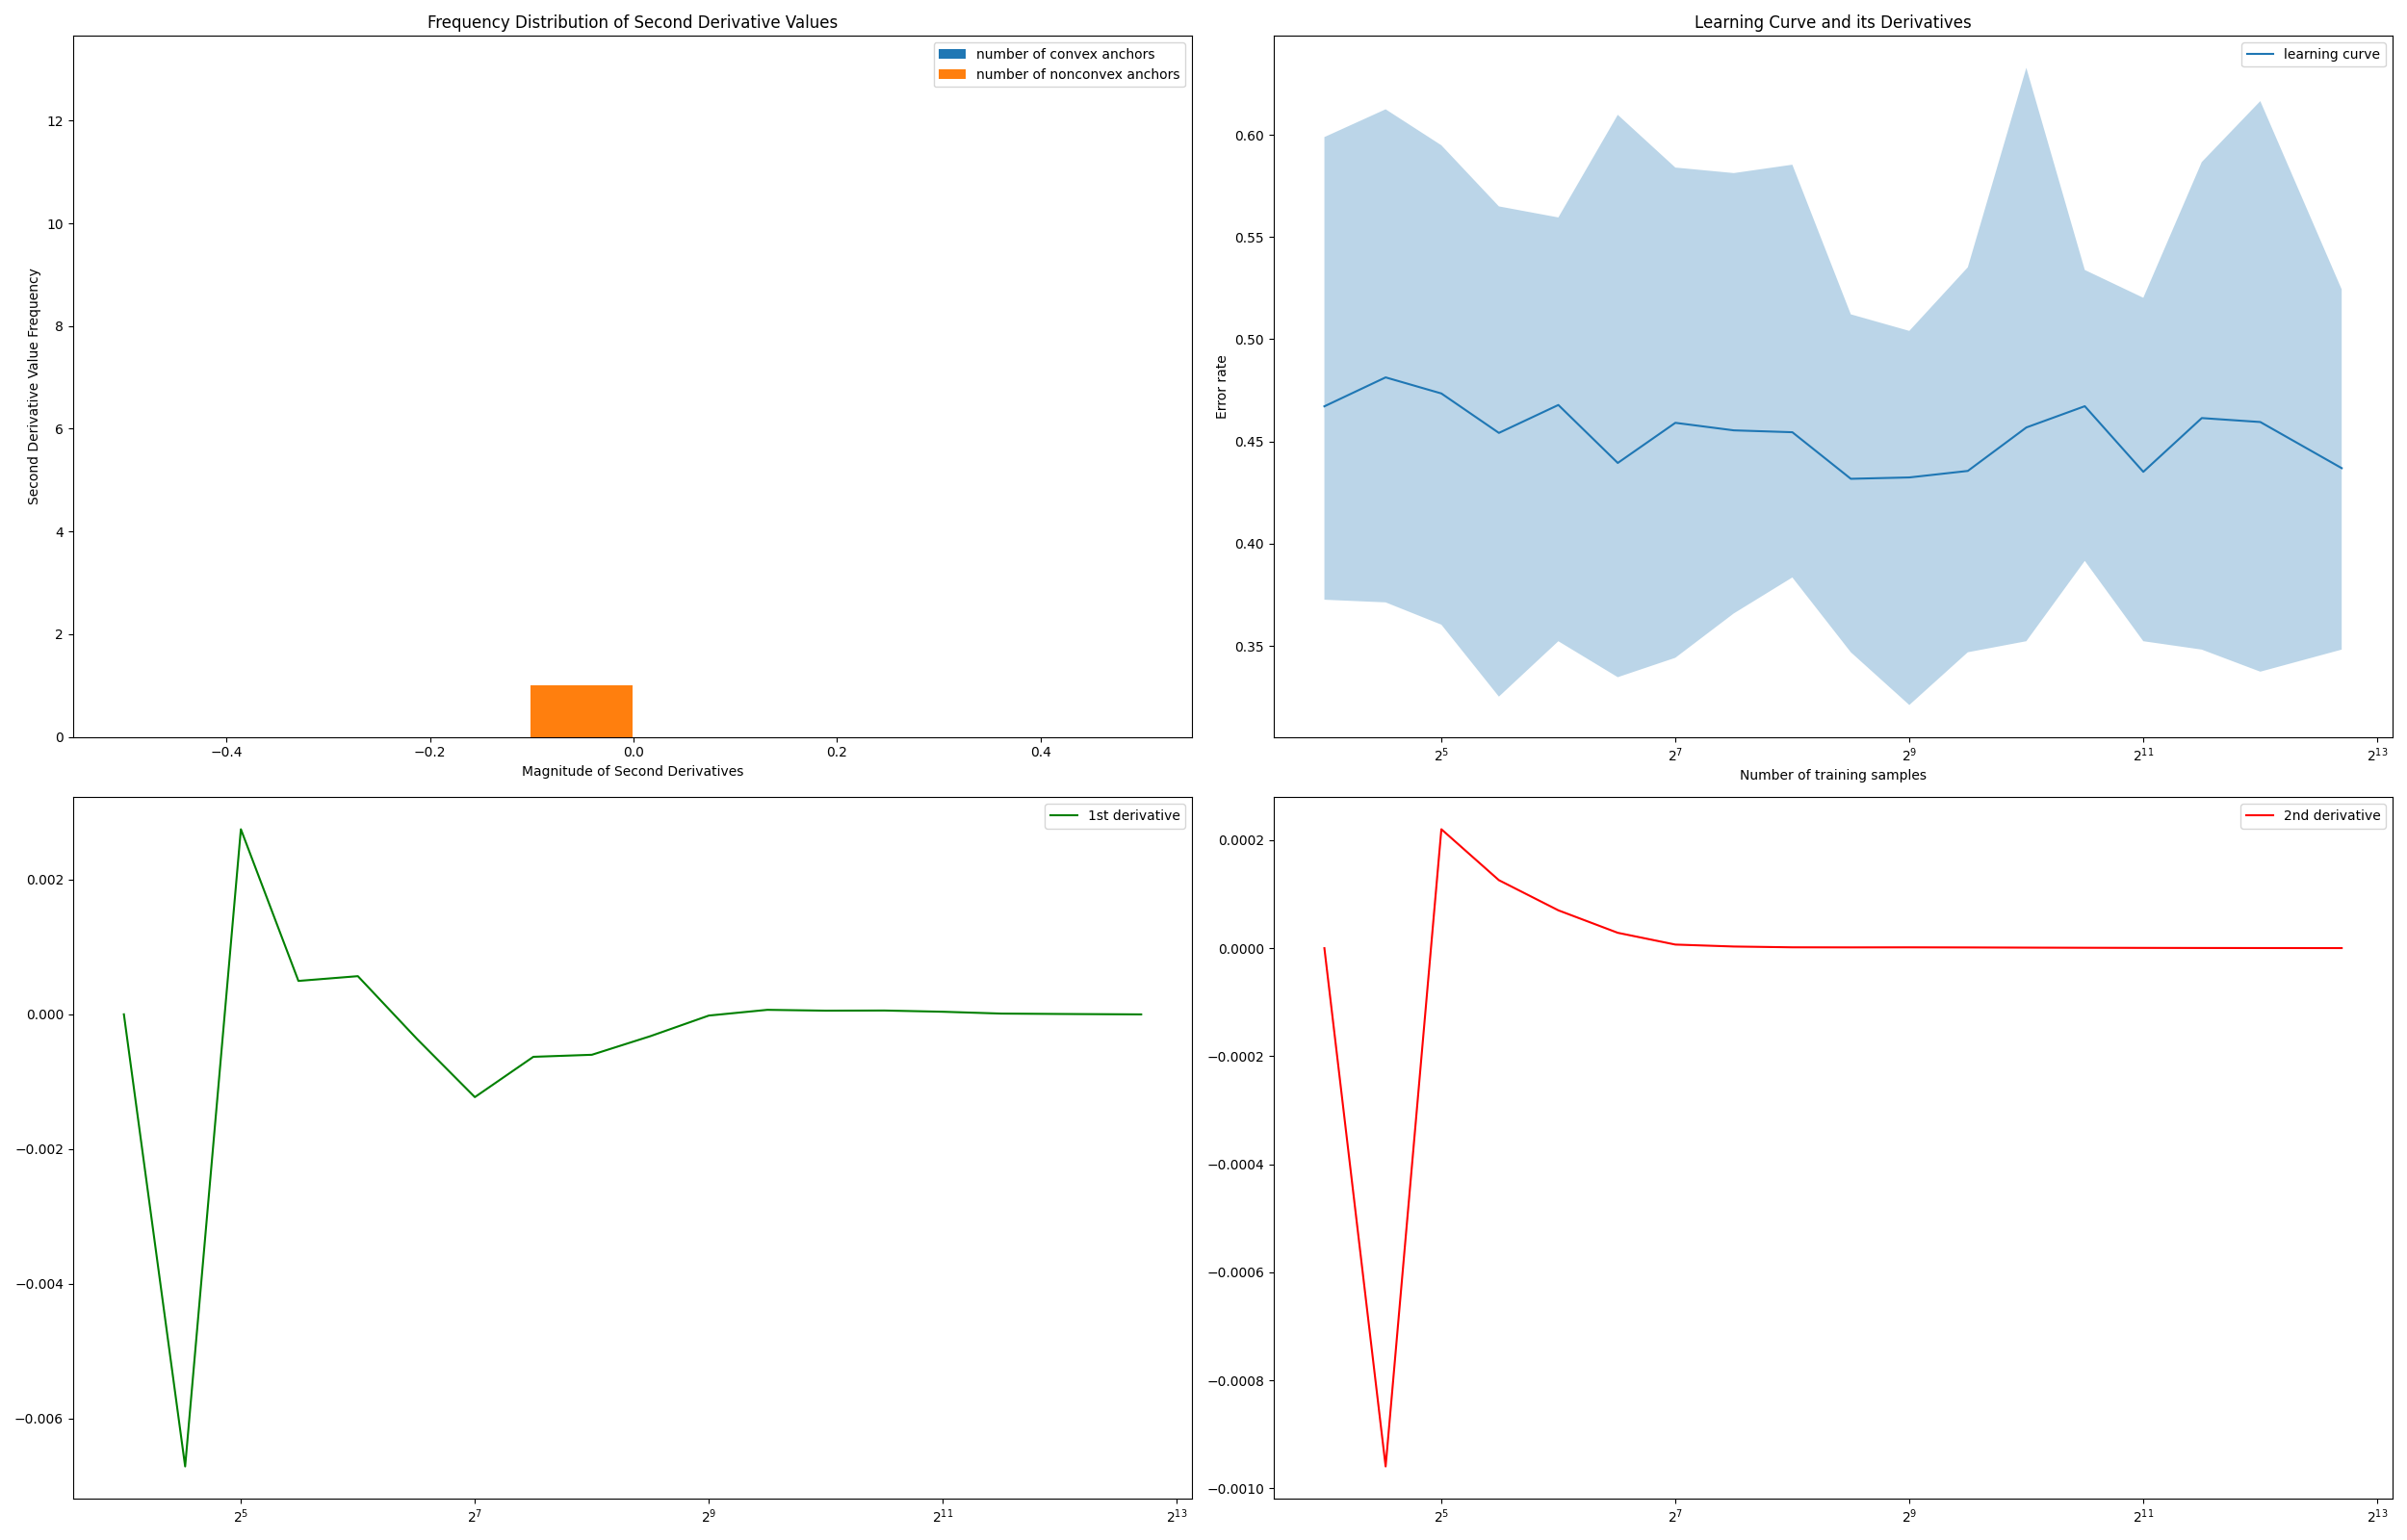 Frequency Distribution of Second Derivative Values
number of convex anchors
number of nonconvex anchors
12
10
8
6
4
2
0
Second Derivative Value Frequency
−0.4 −0.2 0.0 0.2 0.4
Magnitude of Second Derivatives
Learning Curve and its Derivatives
learning curve
0.60
0.55
0.50
0.45
0.40
0.35
Error rate
2^5 2^7 2^9 2^11 2^13
Number of training samples
1st derivative
0.002
0.000
−0.002
−0.004
−0.006
2^5 2^7 2^9 2^11 2^13
2nd derivative
0.0002
0.0000
−0.0002
−0.0004
−0.0006
−0.0008
−0.0010
2^5 2^7 2^9 2^11 2^13